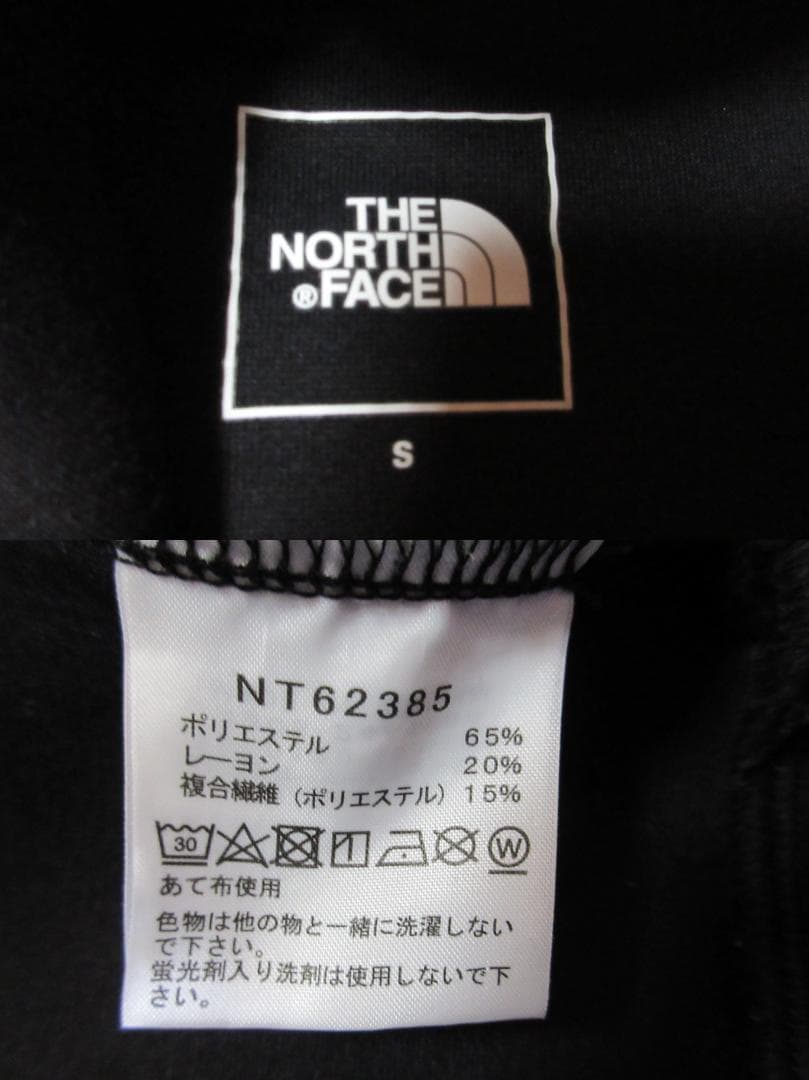 THE
NORTH
®FACE
S
NT62385
ポリエステル 65%
レーヨン 20%
複合繊維(ポリエステル) 15%
30 W
あて布使用
色物は他の物と一緒に洗濯しない
で下さい。
蛍光剤入り洗剤は使用しないで下
さい。